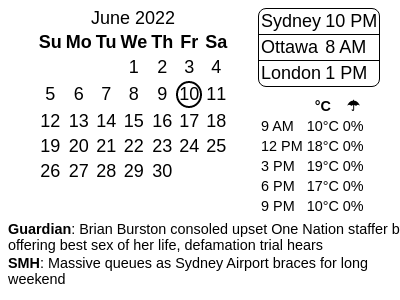 June 2022
Su Mo Tu We Th Fr Sa
1 2 3 4
5 6 7 8 9 10 11
12 13 14 15 16 17 18
19 20 21 22 23 24 25
26 27 28 29 30
Sydney 10 PM
Ottawa 8 AM
London 1 PM
°C ☂
9 AM 10°C 0%
12 PM 18°C 0%
3 PM 19°C 0%
6 PM 17°C 0%
9 PM 10°C 0%
Guardian: Brian Burston consoled upset One Nation staffer b
offering best sex of her life, defamation trial hears
SMH: Massive queues as Sydney Airport braces for long
weekend